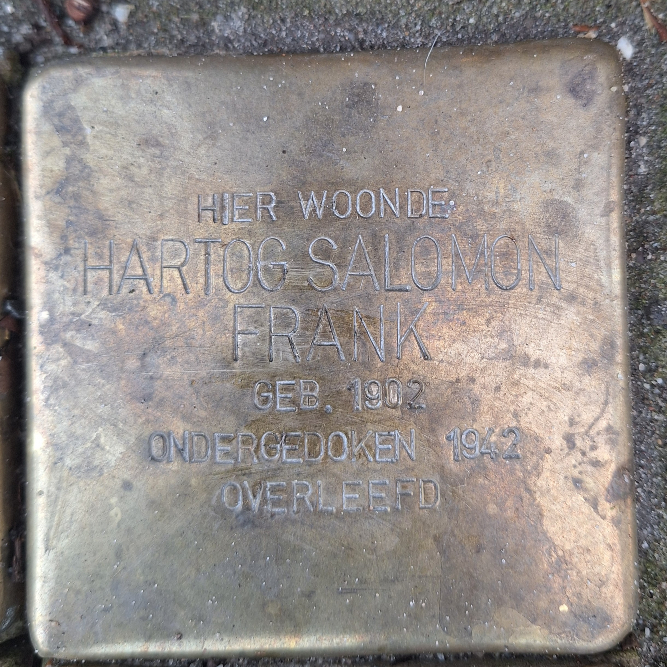 HIER WOONDE
HARTOG SALOMON
FRANK
GEB. 1902
ONDERGEDOKEN 1942
OVERLEEFD